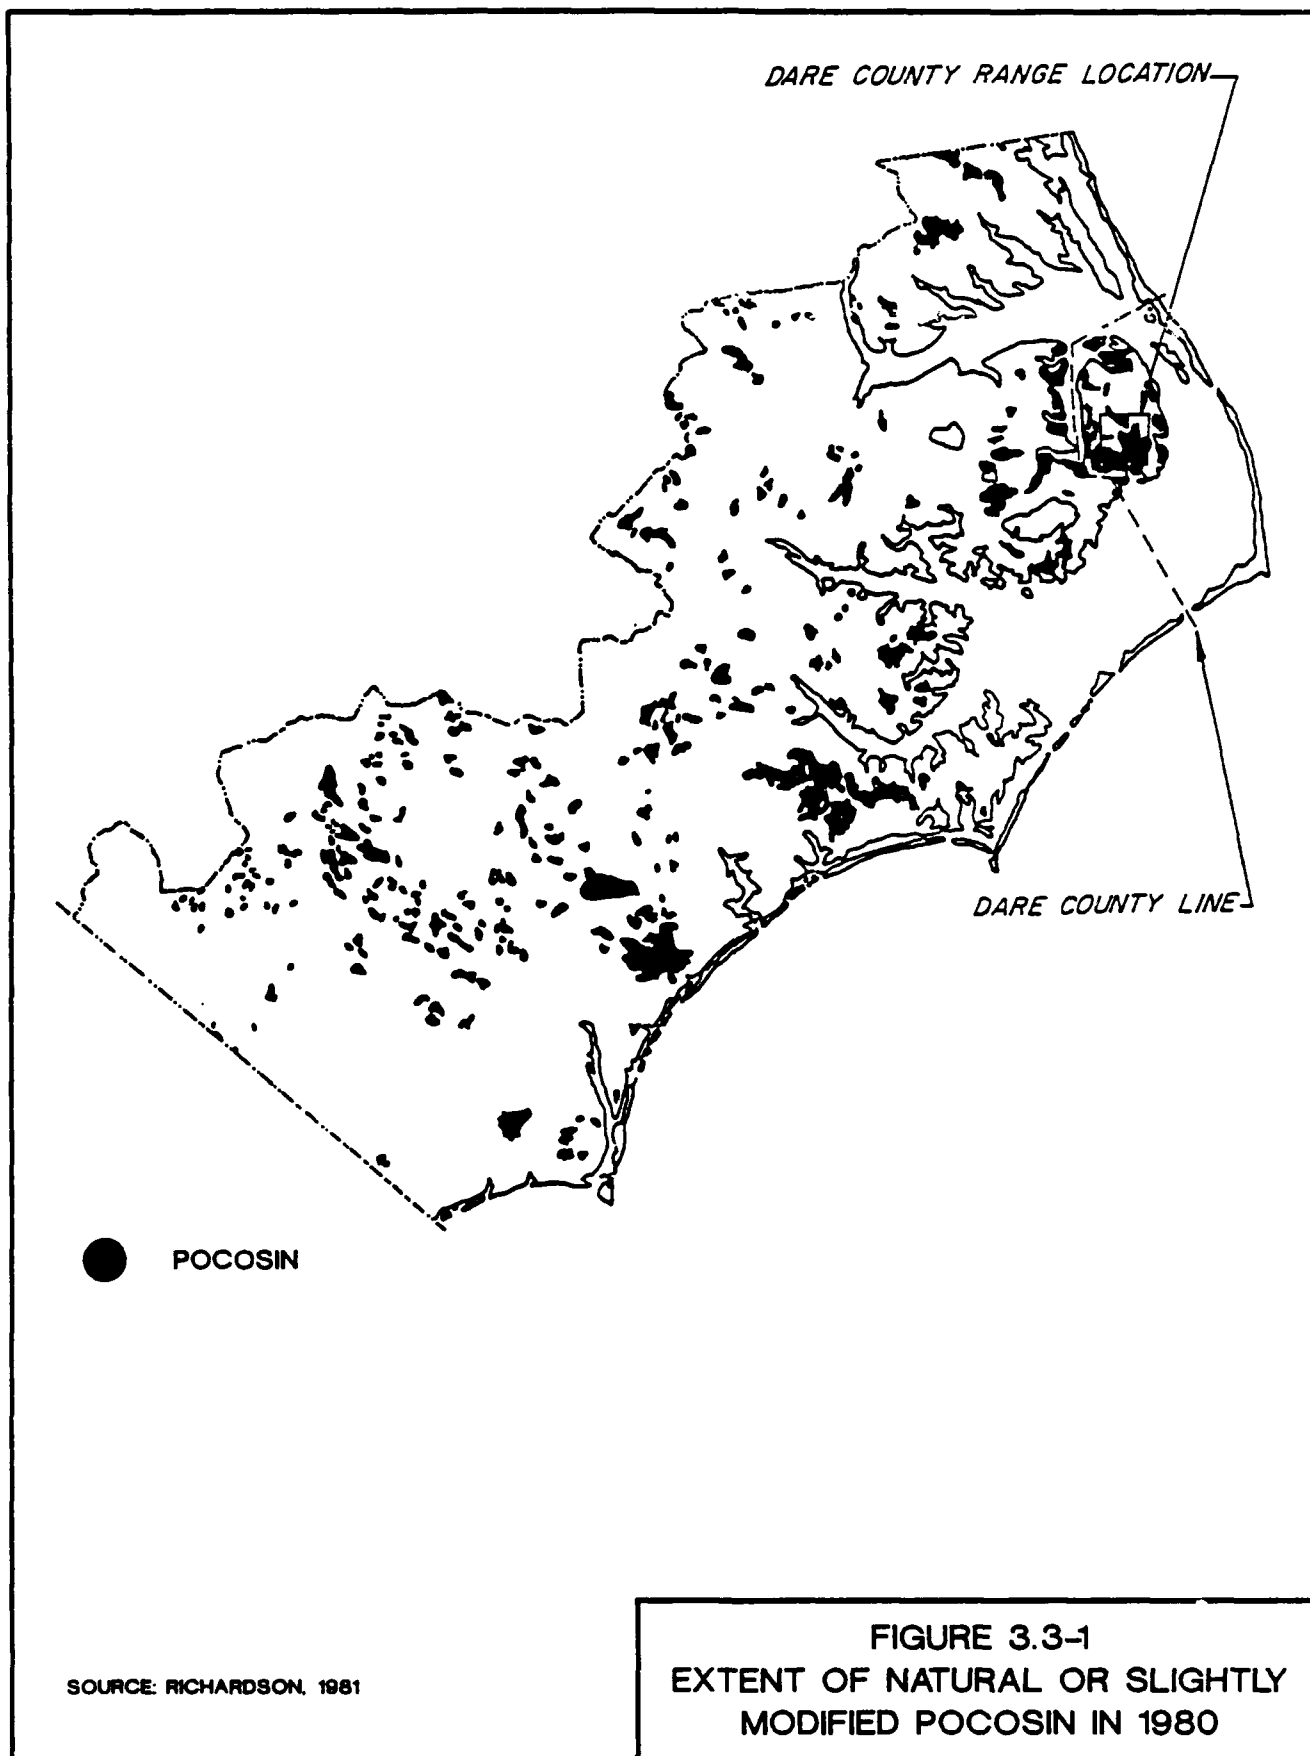 DARE COUNTY RANGE LOCATION
DARE COUNTY LINE
POCOSIN
SOURCE: RICHARDSON, 1981
FIGURE 3.3-1
EXTENT OF NATURAL OR SLIGHTLY
MODIFIED POCOSIN IN 1980